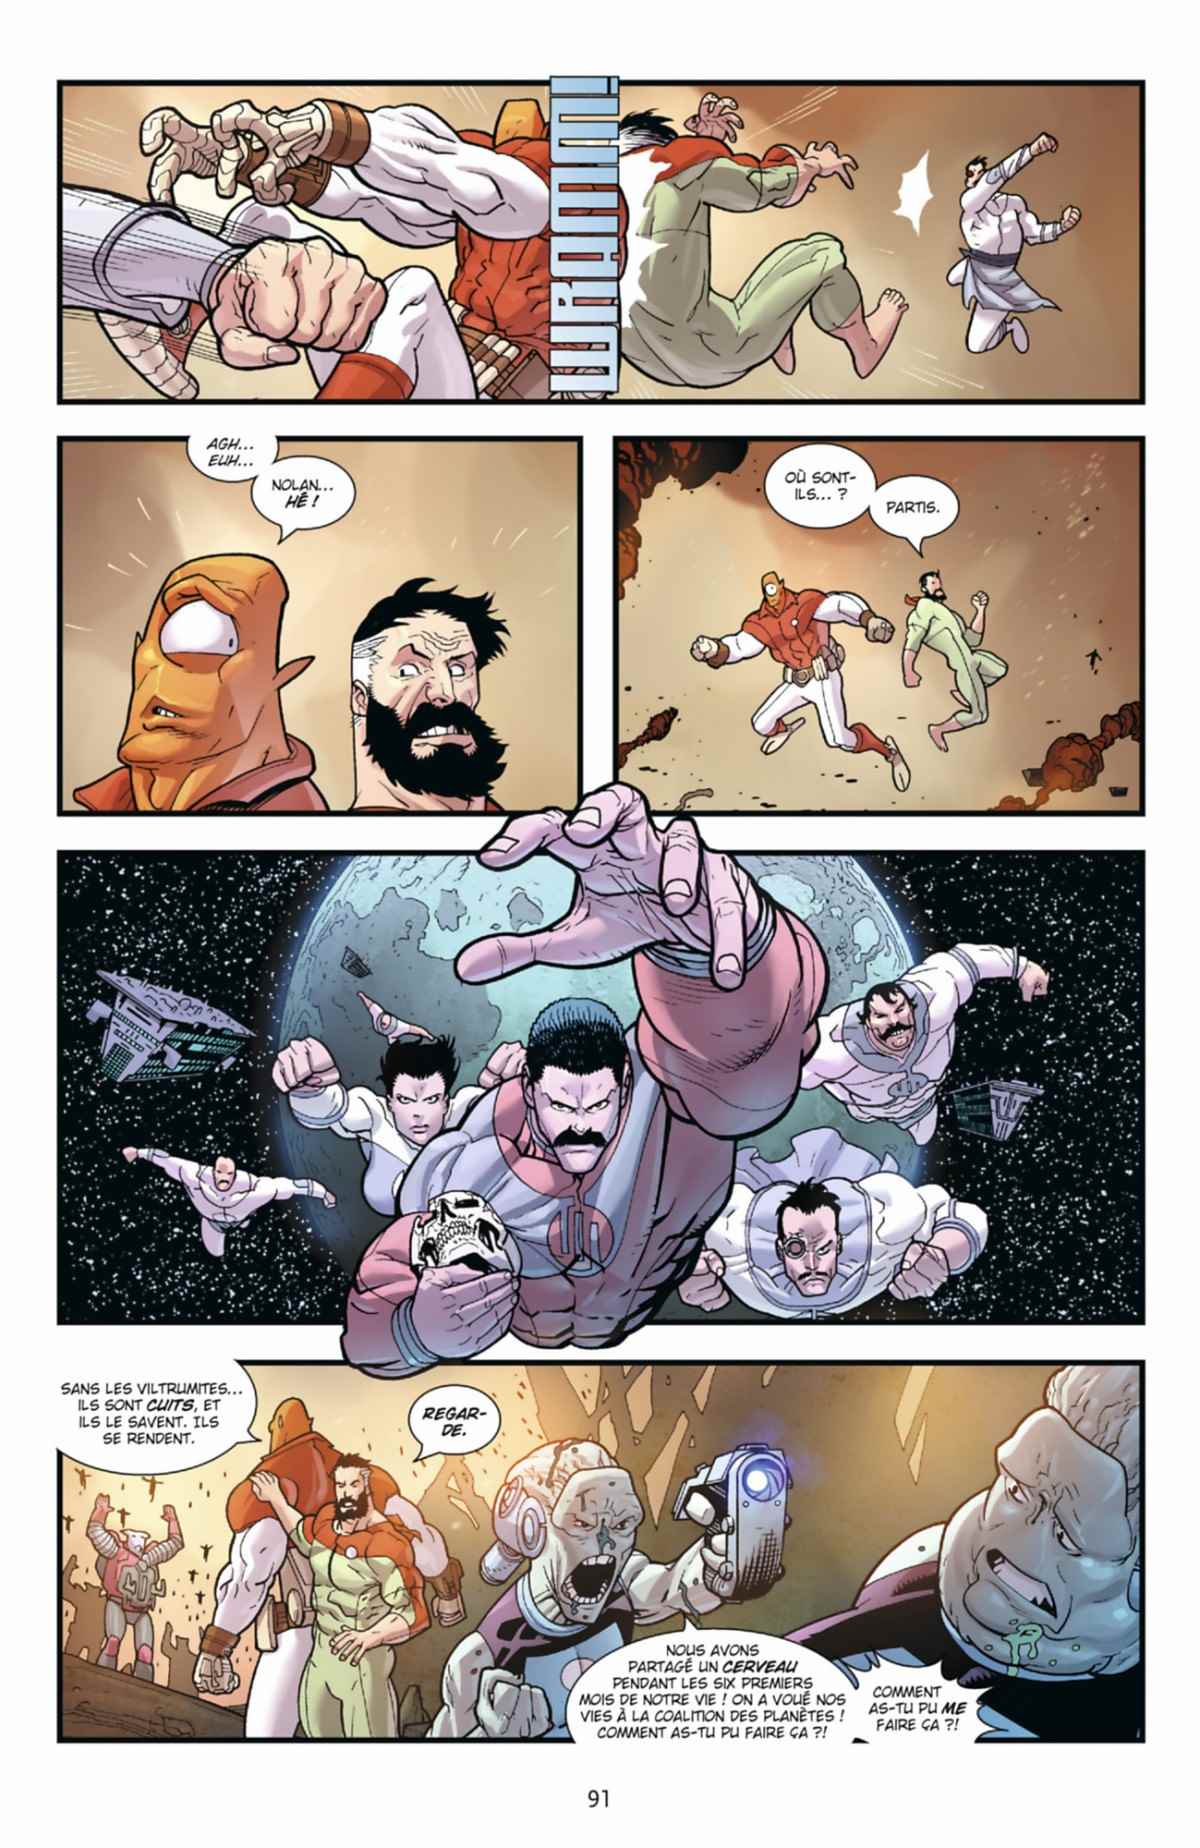 WRAMM!
AGH...
EUH...
NOLAN...
HÉ !
OÙ SONT-
ILS... ?
PARTIS.
SANS LES VILTRUMITES...
ILS SONT CUITS, ET
ILS LE SAVENT. ILS
SE RENDENT.
REGAR-
DE.
NOUS AVONS
PARTAGÉ UN CERVEAU
PENDANT LES SIX PREMIERS
MOIS DE NOTRE VIE ! ON A VOUÉ NOS
VIES À LA COALITION DES PLANÈTES !
COMMENT AS-TU PU FAIRE ÇA ?!
COMMENT
AS-TU PU ME
FAIRE ÇA ?!
91